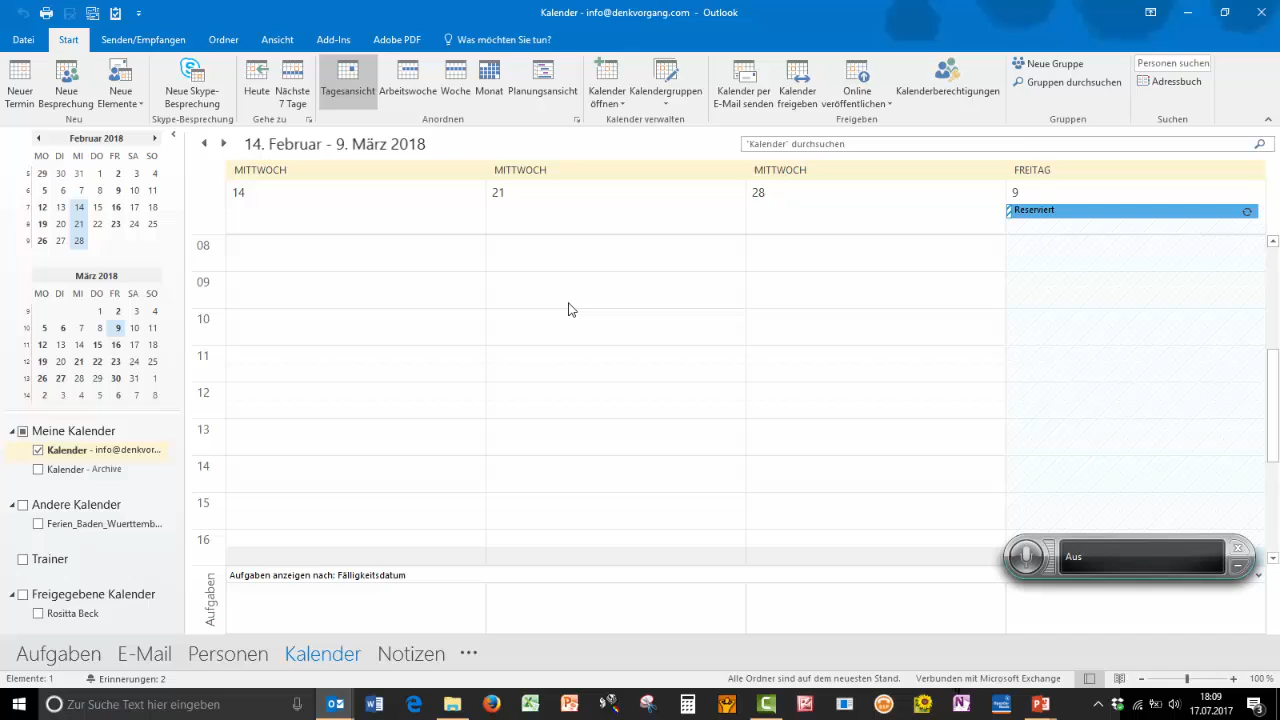 Kalender - info@denkvorgang.com - Outlook
Datei Start Senden/Empfangen Ordner Ansicht Add-Ins Adobe PDF Was möchten Sie tun?
Neuer Termin
Neue Besprechung
Neue Elemente
Neu
Neue Skype-Besprechung
Skype-Besprechung
Heute
Nächste 7 Tage
Gehe zu
Tagesansicht
Arbeitswoche
Woche
Monat
Planungsansicht
Anordnen
Kalender öffnen
Kalendergruppen
Kalender verwalten
Kalender per E-Mail senden
Kalender freigeben
Online veröffentlichen
Kalenderberechtigungen
Freigeben
Neue Gruppe
Gruppen durchsuchen
Gruppen
Personen suchen
Adressbuch
Suchen
Februar 2018
MO DI MI DO FR SA SO
5 29 30 31 1 2 3 4
6 5 6 7 8 9 10 11
7 12 13 14 15 16 17 18
8 19 20 21 22 23 24 25
9 26 27 28
März 2018
MO DI MI DO FR SA SO
9 1 2 3 4
10 5 6 7 8 9 10 11
11 12 13 14 15 16 17 18
12 19 20 21 22 23 24 25
13 26 27 28 29 30 31 1
14 2 3 4 5 6 7 8
Meine Kalender
Kalender - info@denkvor...
Kalender - Archive
Andere Kalender
Ferien_Baden_Wuerttemb...
Trainer
Freigegebene Kalender
Rositta Beck
14. Februar - 9. März 2018
"Kalender" durchsuchen
MITTWOCH MITTWOCH MITTWOCH FREITAG
14 21 28 9
Reserviert
08
09
10
11
12
13
14
15
16
Aus
Aufgaben
Aufgaben anzeigen nach: Fälligkeitsdatum
Aufgaben E-Mail Personen Kalender Notizen •••
Elemente: 1 Erinnerungen: 2 Alle Ordner sind auf dem neuesten Stand. Verbunden mit Microsoft Exchange 100 %
Zur Suche Text hier eingeben
18:09
17.07.2017
3